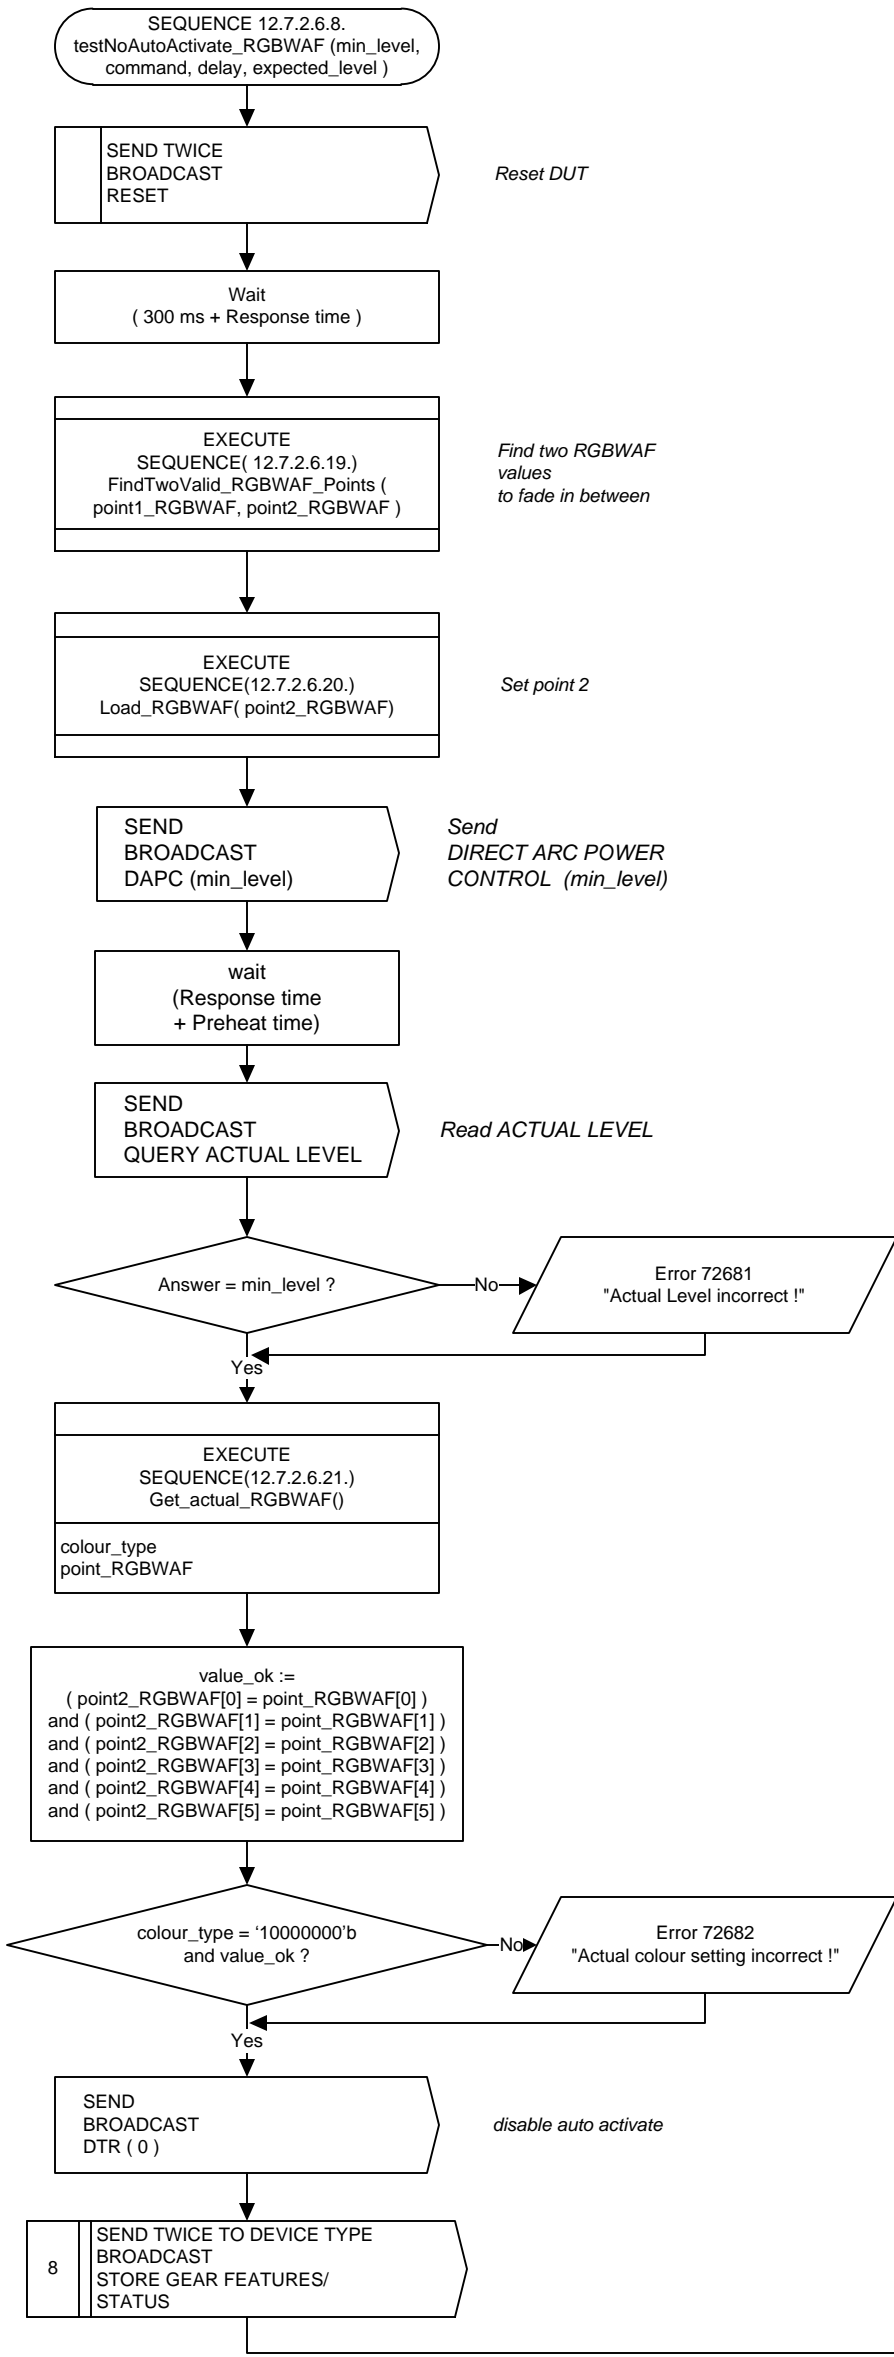 SEQUENCE 12.7.2.6.8.
testNoAutoActivate_RGBWAF (min_level,
command, delay, expected_level )
SEND TWICE
BROADCAST
RESET
Reset DUT
Wait
( 300 ms + Response time )
EXECUTE
SEQUENCE( 12.7.2.6.19.)
FindTwoValid_RGBWAF_Points (
point1_RGBWAF, point2_RGBWAF )
Find two RGBWAF
values
to fade in between
EXECUTE
SEQUENCE(12.7.2.6.20.)
Load_RGBWAF( point2_RGBWAF)
Set point 2
SEND
BROADCAST
DAPC (min_level)
Send
DIRECT ARC POWER
CONTROL (min_level)
wait
(Response time
+ Preheat time)
SEND
BROADCAST
QUERY ACTUAL LEVEL
Read ACTUAL LEVEL
Answer = min_level ?
No
Error 72681
"Actual Level incorrect !"
Yes
EXECUTE
SEQUENCE(12.7.2.6.21.)
Get_actual_RGBWAF()
colour_type
point_RGBWAF
value_ok :=
( point2_RGBWAF[0] = point_RGBWAF[0] )
and ( point2_RGBWAF[1] = point_RGBWAF[1] )
and ( point2_RGBWAF[2] = point_RGBWAF[2] )
and ( point2_RGBWAF[3] = point_RGBWAF[3] )
and ( point2_RGBWAF[4] = point_RGBWAF[4] )
and ( point2_RGBWAF[5] = point_RGBWAF[5] )
colour_type = ‘10000000’b
and value_ok ?
No
Error 72682
"Actual colour setting incorrect !"
Yes
SEND
BROADCAST
DTR ( 0 )
disable auto activate
8
SEND TWICE TO DEVICE TYPE
BROADCAST
STORE GEAR FEATURES/
STATUS